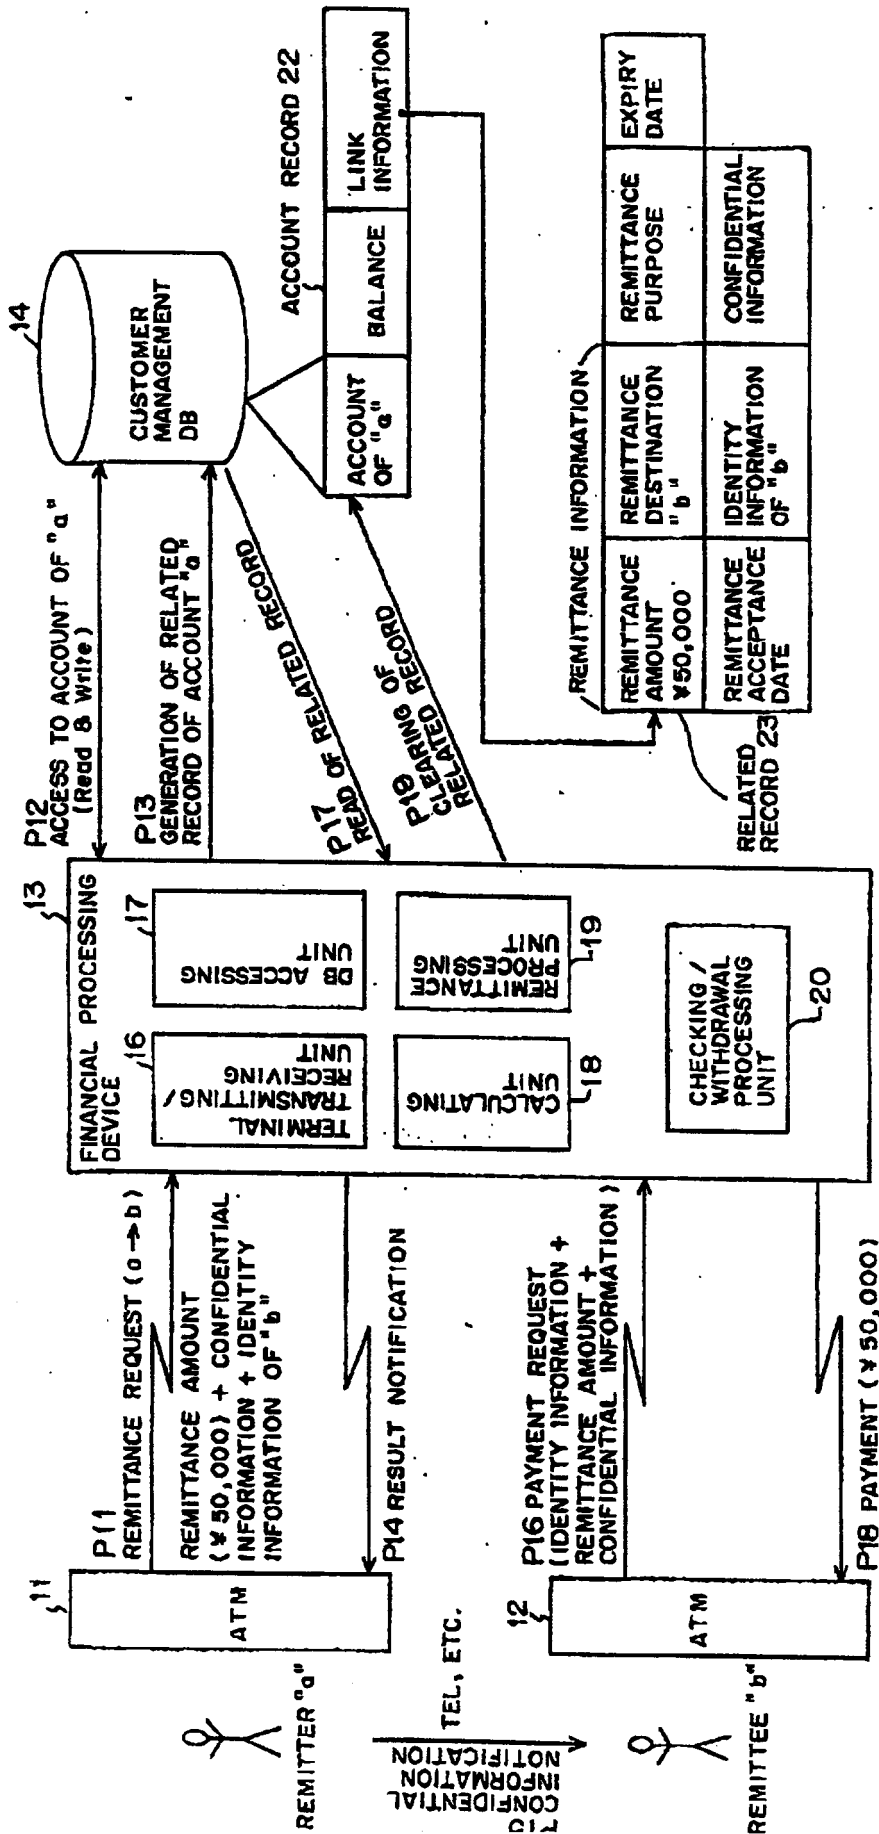 REMITTER "a"
CONFIDENTIAL
INFORMATION
NOTIFICATION
TEL, ETC.
REMITTEE "b"
11
ATM
12
ATM
P11
REMITTANCE REQUEST (a→b)
REMITTANCE AMOUNT
(¥50,000) + CONFIDENTIAL
INFORMATION + IDENTITY
INFORMATION OF "b"
P14 RESULT NOTIFICATION
P16 PAYMENT REQUEST
(IDENTITY INFORMATION +
REMITTANCE AMOUNT +
CONFIDENTIAL INFORMATION)
P18 PAYMENT (¥50,000)
13
FINANCIAL PROCESSING
DEVICE
16
TERMINAL
TRANSMITTING/
RECEIVING
UNIT
17
DB ACCESSING
UNIT
CALCULATING
UNIT
18
REMITTANCE
PROCESSING
UNIT
19
CHECKING/
WITHDRAWAL
PROCESSING
UNIT
20
P12
ACCESS TO ACCOUNT OF "a"
(Read & Write)
P13
GENERATION OF RELATED
RECORD OF ACCOUNT "a"
P17
READ OF RELATED RECORD
P19
CLEARING OF
RELATED RECORD
14
CUSTOMER
MANAGEMENT
DB
ACCOUNT RECORD 22
ACCOUNT
OF "a"
BALANCE
LINK
INFORMATION
REMITTANCE INFORMATION
REMITTANCE
AMOUNT
¥50,000
REMITTANCE
DESTINATION
"b"
REMITTANCE
PURPOSE
EXPIRY
DATE
REMITTANCE
ACCEPTANCE
DATE
IDENTITY
INFORMATION
OF "b"
CONFIDENTIAL
INFORMATION
RELATED
RECORD 23